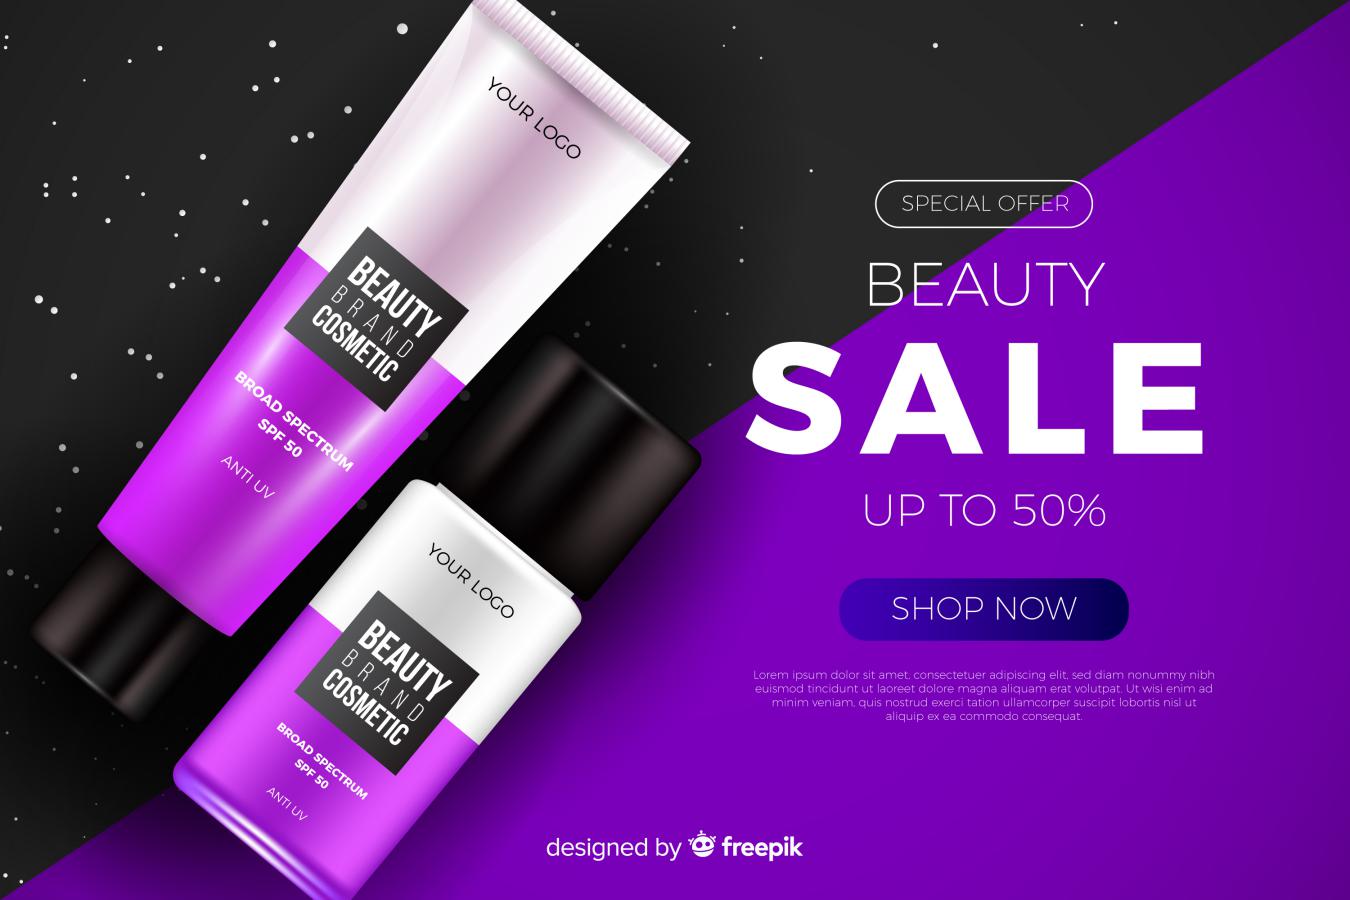 YOUR LOGO
BEAUTY
BRAND
COSMETIC
BROAD SPECTRUM
SPF 50
ANTI UV
YOUR LOGO
BEAUTY
BRAND
COSMETIC
BROAD SPECTRUM
SPF 50
ANTI UV
SPECIAL OFFER
BEAUTY
SALE
UP TO 50%
SHOP NOW
Lorem ipsum dolor sit amet, consectetuer adipiscing elit, sed diam nonummy nibh
euismod tincidunt ut laoreet dolore magna aliquam erat volutpat. Ut wisi enim ad
minim veniam, quis nostrud exerci tation ullamcorper suscipit lobortis nisl ut
aliquip ex ea commodo consequat.
designed by freepik